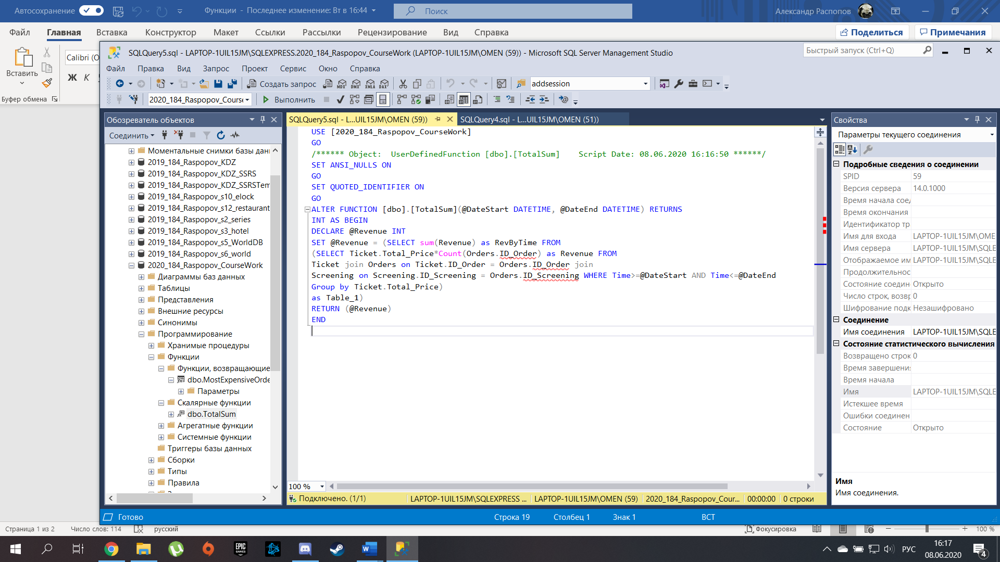 Автосохранение
Функции - Последнее изменение: Вт в 16:44
Поиск
Александр Распопов
Файл Главная Вставка Конструктор Макет Ссылки Рассылки Рецензирование Вид Справка
Поделиться
Примечания
Вставить
Calibri (О
Ж К
Буфер обмена
SQLQuery5.sql - LAPTOP-1UIL15JM\SQLEXPRESS.2020_184_Raspopov_CourseWork (LAPTOP-1UIL15JM\OMEN (59)) - Microsoft SQL Server Management Studio
Быстрый запуск (Ctrl+Q)
Файл Правка Вид Запрос Проект Сервис Окно Справка
Создать запрос
MDX DMX XMLA DAX
addsession
2020_184_Raspopov_Course
Выполнить
Обозреватель объектов
Соединить
Моментальные снимки базы дан
2019_184_Raspopov_KDZ
2019_184_Raspopov_KDZ_SSRS
2019_184_Raspopov_KDZ_SSRSTem
2019_184_Raspopov_s10_elock
2019_184_Raspopov_s12_restaurant
2019_184_Raspopov_s2_series
2019_184_Raspopov_s3_hotel
2019_184_Raspopov_s5_WorldDB
2019_184_Raspopov_s6_world
2020_184_Raspopov_CourseWork
Диаграммы баз данных
Таблицы
Представления
Внешние ресурсы
Синонимы
Программирование
Хранимые процедуры
Функции
Функции, возвращающие
dbo.MostExpensiveOrde
Параметры
Скалярные функции
dbo.TotalSum
Агрегатные функции
Системные функции
Триггеры базы данных
Сборки
Типы
Правила
SQLQuery5.sql - L...UIL15JM\OMEN (59))
SQLQuery4.sql - L...UIL15JM\OMEN (51))
USE [2020_184_Raspopov_CourseWork]
GO
/****** Object:  UserDefinedFunction [dbo].[TotalSum]    Script Date: 08.06.2020 16:16:50 ******/
SET ANSI_NULLS ON
GO
SET QUOTED_IDENTIFIER ON
GO
ALTER FUNCTION [dbo].[TotalSum](@DateStart DATETIME, @DateEnd DATETIME) RETURNS
INT AS BEGIN
DECLARE @Revenue INT
SET @Revenue = (SELECT sum(Revenue) as RevByTime FROM
(SELECT Ticket.Total_Price*Count(Orders.ID_Order) as Revenue FROM
Ticket join Orders on Ticket.ID_Order = Orders.ID_Order join
Screening on Screening.ID_Screening = Orders.ID_Screening WHERE Time>=@DateStart AND Time<=@DateEnd
Group by Ticket.Total_Price)
as Table_1)
RETURN (@Revenue)
END
100 %
Подключено. (1/1)
LAPTOP-1UIL15JM\SQLEXPRESS ...
LAPTOP-1UIL15JM\OMEN (59)
2020_184_Raspopov_Cour...
00:00:00
0 строки
Свойства
Параметры текущего соединения
Подробные сведения о соединении
SPID 59
Версия сервера 14.0.1000
Время начала соед
Время окончания
Идентификатор тр
Имя для входа LAPTOP-1UIL15JM\OME
Имя сервера LAPTOP-1UIL15JM\SQLE
Отображаемое им LAPTOP-1UIL15JM\SQLE
Продолжительнос
Состояние соедин Открыто
Число строк, возвр 0
Шифрование подк Незашифровано
Соединение
Имя соединения LAPTOP-1UIL15JM\SQLE
Состояние статистического вычисления
Возвращено строк 0
Время завершения
Время начала
Имя LAPTOP-1UIL15JM\SQLE
Истекшее время
Ошибки соединен
Состояние Открыто
Имя
Имя соединения.
Готово
Строка 19
Столбец 1
Знак 1
ВСТ
Страница 1 из 2
Число слов: 114
русский
Фокусировка
100 %
EPIC GAMES
РУС
16:17
08.06.2020
4